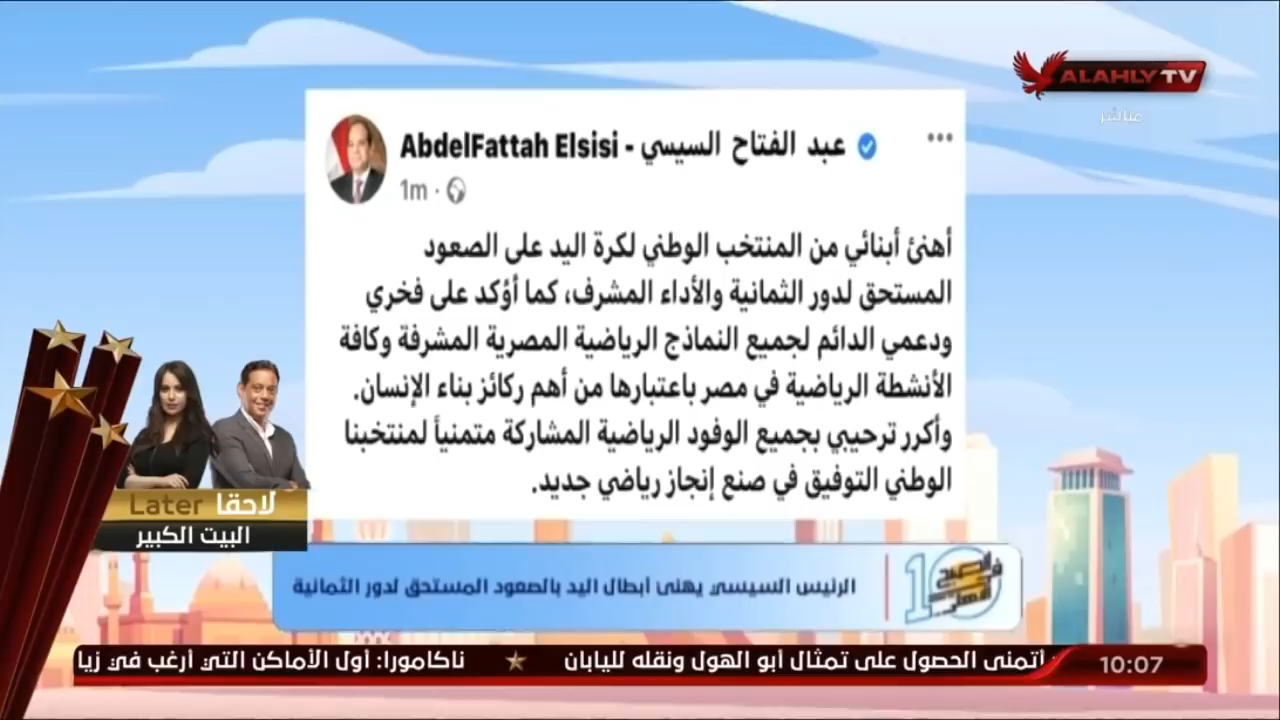 ALAHLY TV
مباشر
AbdelFattah Elsisi - عبد الفتاح السيسي
1m
أهنئ أبنائي من المنتخب الوطني لكرة اليد على الصعود
المستحق لدور الثمانية والأداء المشرف، كما أؤكد على فخري
ودعمي الدائم لجميع النماذج الرياضية المصرية المشرفة وكافة
الأنشطة الرياضية في مصر باعتبارها من أهم ركائز بناء الإنسان.
وأكرر ترحيبي بجميع الوفود الرياضية المشاركة متمنياً لمنتخبنا
الوطني التوفيق في صنع إنجاز رياضي جديد.
لاحقا Later
البيت الكبير
الرئيس السيسي يهنئ أبطال اليد بالصعود المستحق لدور الثمانية
10
10:07 أتمنى الحصول على تمثال أبو الهول ونقله لليابان ناكامورا: أول الأماكن التي أرغب في زيا